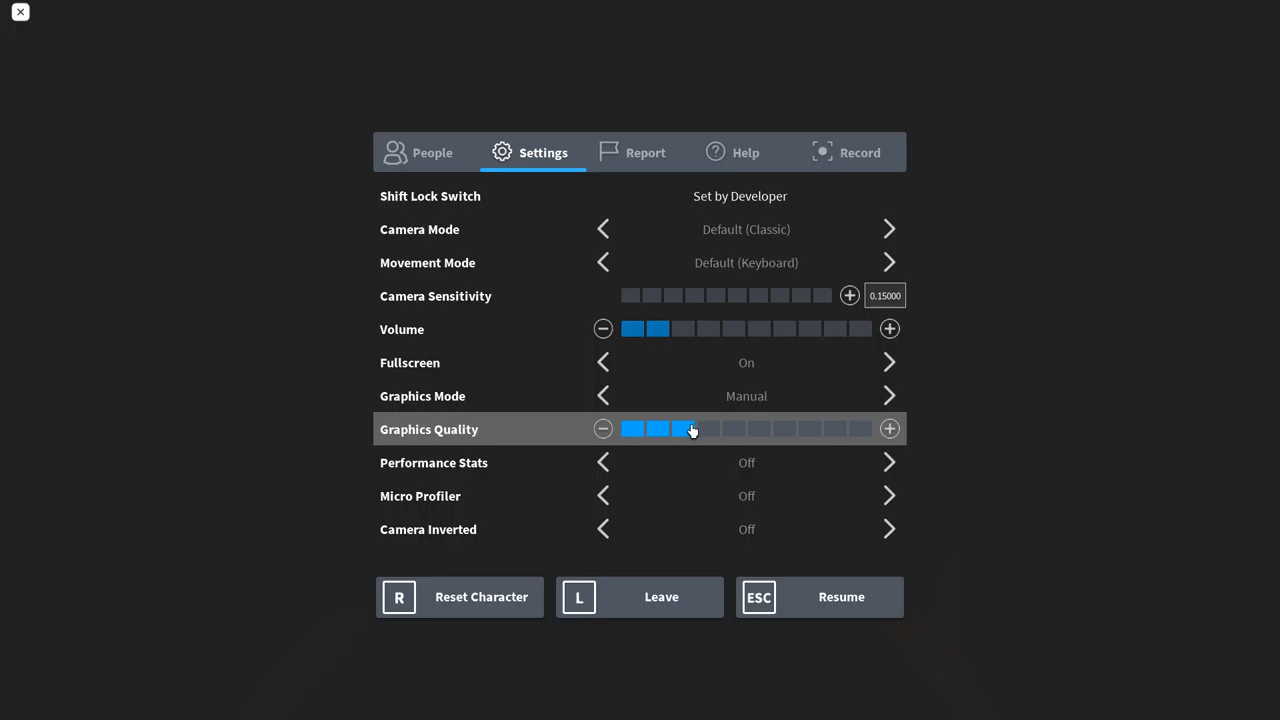 People Settings Report Help Record
Shift Lock Switch Set by Developer
Camera Mode Default (Classic)
Movement Mode Default (Keyboard)
Camera Sensitivity 0.15000
Volume
Fullscreen On
Graphics Mode Manual
Graphics Quality
Performance Stats Off
Micro Profiler Off
Camera Inverted Off
R Reset Character L Leave ESC Resume